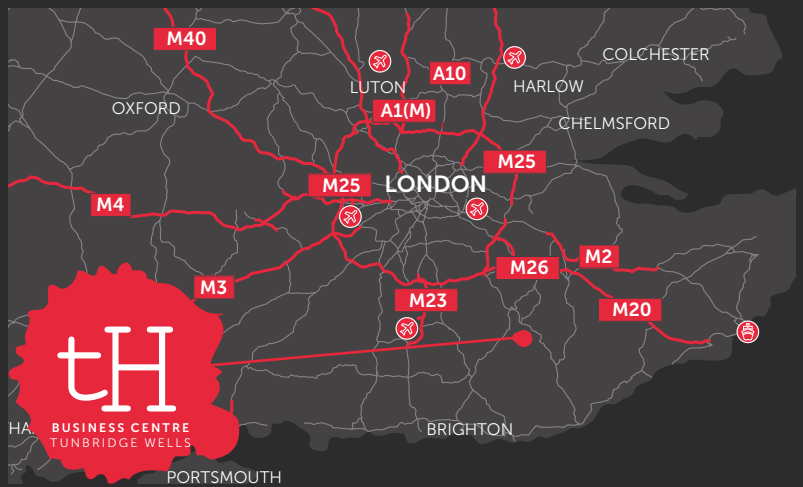 M40
COLCHESTER
A10
LUTON
HARLOW
OXFORD
A1(M)
CHELMSFORD
M25
M25
LONDON
M4
M2
M26
M3
M23
M20
tH
BUSINESS CENTRE
TUNBRIDGE WELLS
HA
BRIGHTON
PORTSMOUTH